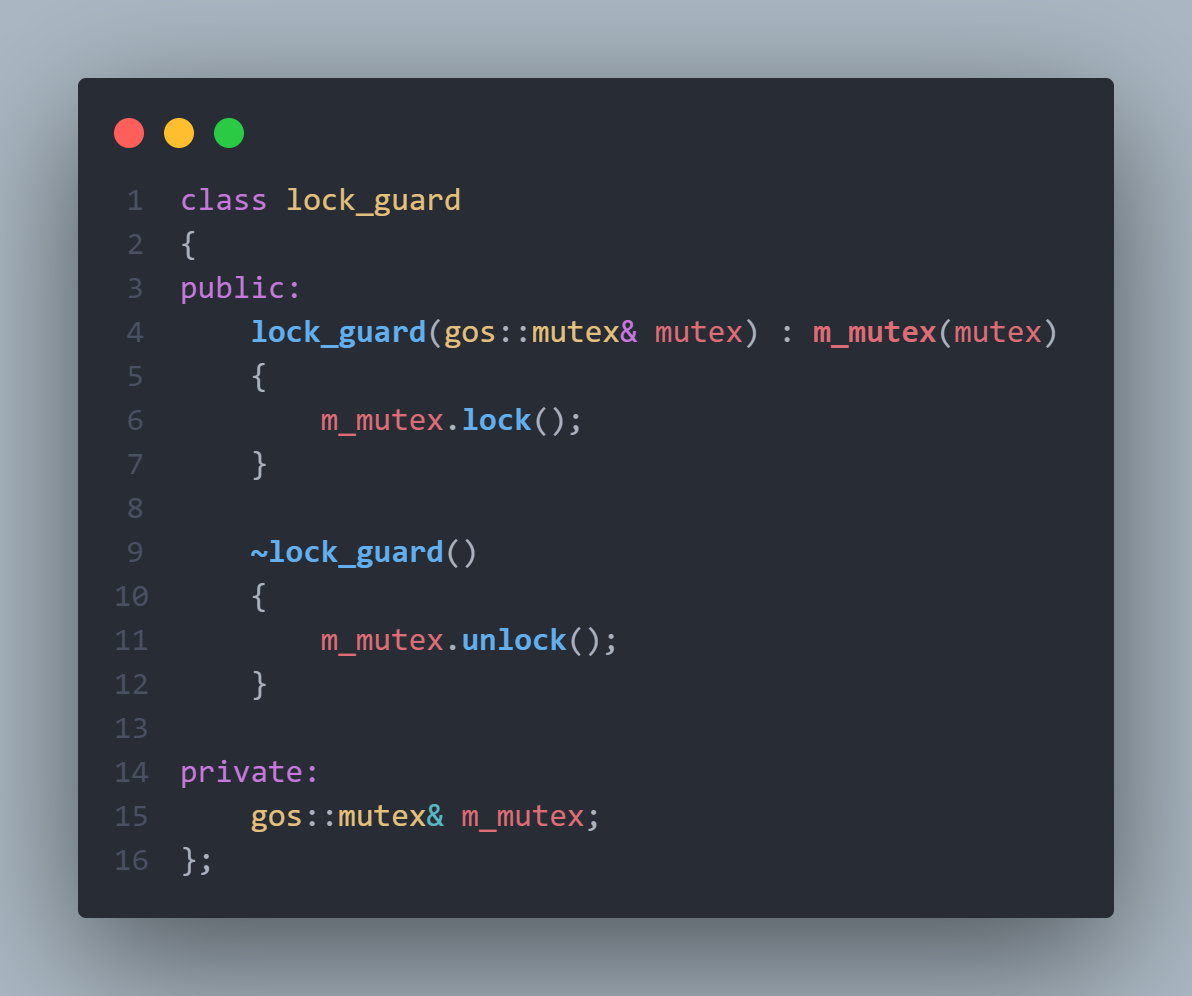 1 class lock_guard
2 {
3 public:
4     lock_guard(gos::mutex& mutex) : m_mutex(mutex)
5     {
6         m_mutex.lock();
7     }
8
9     ~lock_guard()
10     {
11         m_mutex.unlock();
12     }
13
14 private:
15     gos::mutex& m_mutex;
16 };